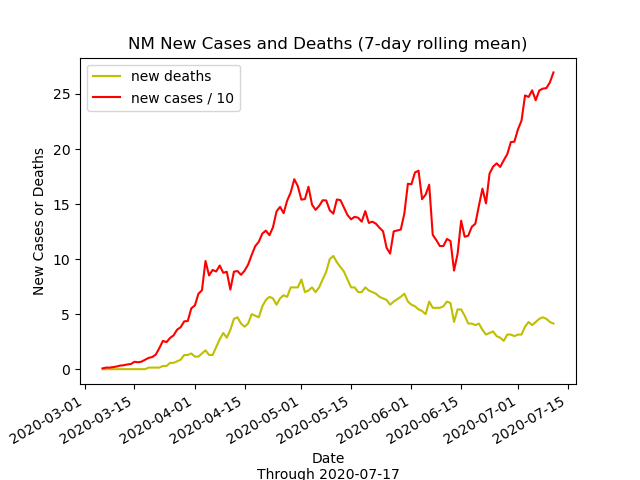 NM New Cases and Deaths (7-day rolling mean)
new deaths
new cases / 10
New Cases or Deaths
25
20
15
10
5
0
2020-03-01
2020-03-15
2020-04-01
2020-04-15
2020-05-01
2020-05-15
2020-06-01
2020-06-15
2020-07-01
2020-07-15
Date
Through 2020-07-17